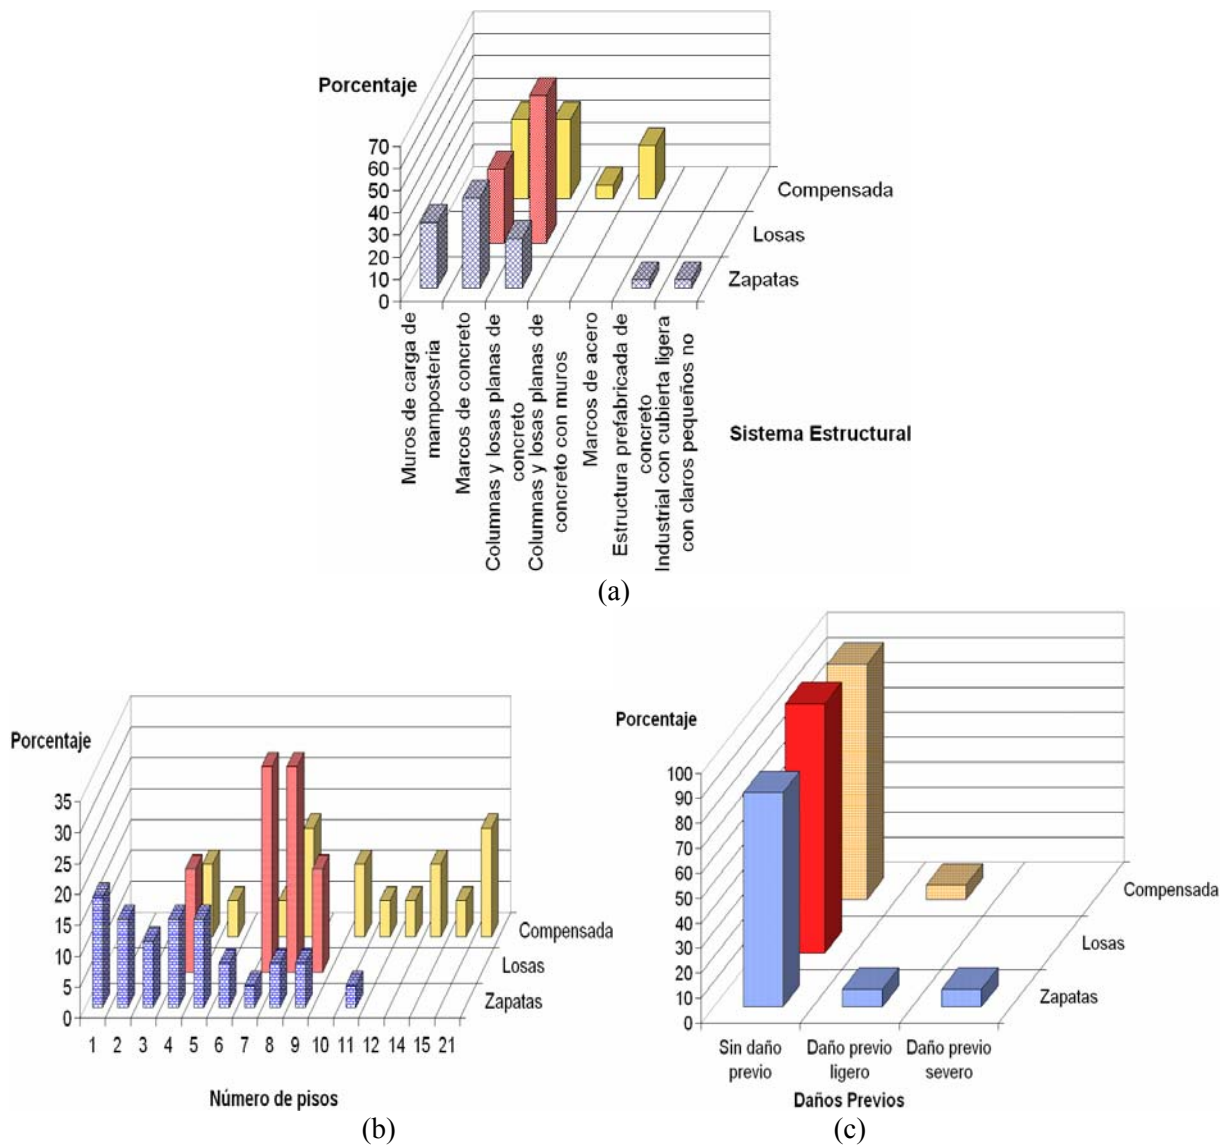 Porcentaje
70
60
50
40
30
20
10
0
Compensada
Losas
Zapatas
Muros de carga de
mamposteria
Marcos de concreto
Columnas y losas planas de
concreto
Columnas y losas planas de
concreto con muros
Marcos de acero
Estructura prefabricada de
concreto
Industrial con cubierta ligera
con claros pequeños no
Sistema Estructural
(a)
Porcentaje
35
30
25
20
15
10
5
0
Compensada
Losas
Zapatas
1 2 3 4 5 6 7 8 9 10 11 12 14 15 21
Número de pisos
(b)
Porcentaje
100
90
80
70
60
50
40
30
20
10
0
Compensada
Losas
Zapatas
Sin daño
previo
Daño previo
ligero
Daño previo
severo
Daños Previos
(c)